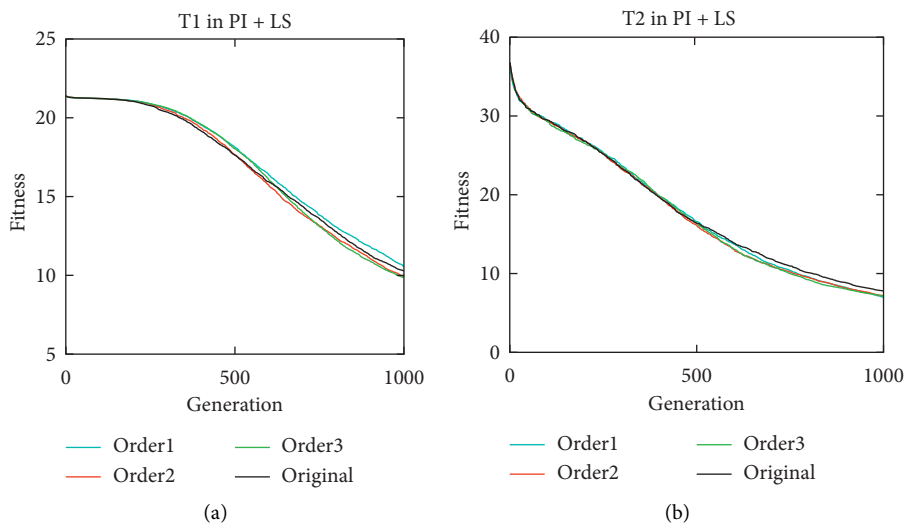 T1 in PI + LS
25
20
15
10
5
Fitness
0 500 1000
Generation
Order1 Order3
Order2 Original
(a)
T2 in PI + LS
40
30
20
10
0
Fitness
0 500 1000
Generation
Order1 Order3
Order2 Original
(b)